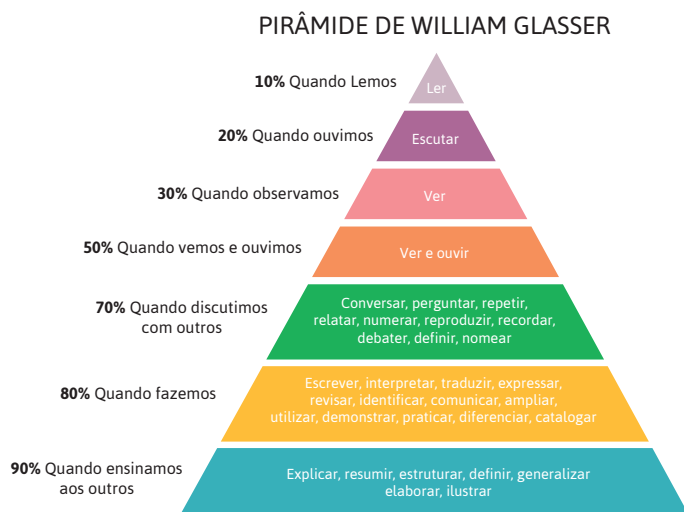 PIRÂMIDE DE WILLIAM GLASSER
10% Quando Lemos
Ler
20% Quando ouvimos
Escutar
30% Quando observamos
Ver
50% Quando vemos e ouvimos
Ver e ouvir
70% Quando discutimos
com outros
Conversar, perguntar, repetir,
relatar, numerar, reproduzir, recordar,
debater, definir, nomear
80% Quando fazemos
Escrever, interpretar, traduzir, expressar,
revisar, identificar, comunicar, ampliar,
utilizar, demonstrar, praticar, diferenciar, catalogar
90% Quando ensinamos
aos outros
Explicar, resumir, estruturar, definir, generalizar
elaborar, ilustrar